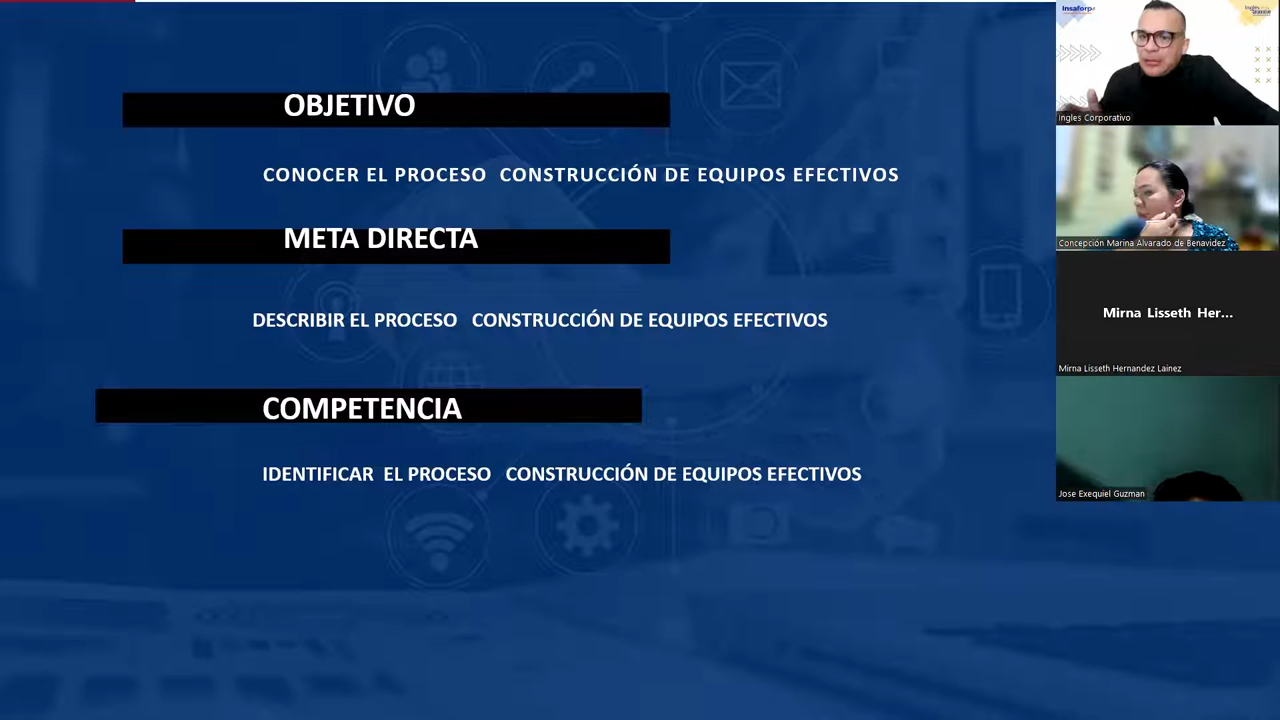 OBJETIVO
CONOCER EL PROCESO CONSTRUCCIÓN DE EQUIPOS EFECTIVOS
META DIRECTA
DESCRIBIR EL PROCESO CONSTRUCCIÓN DE EQUIPOS EFECTIVOS
COMPETENCIA
IDENTIFICAR EL PROCESO CONSTRUCCIÓN DE EQUIPOS EFECTIVOS
Insaforp
Ingles Corporativo
Concepción Marina Alvarado de Benavidez
Mirna Lisseth Her...
Mirna Lisseth Hernandez Lainez
Jose Exequiel Guzman